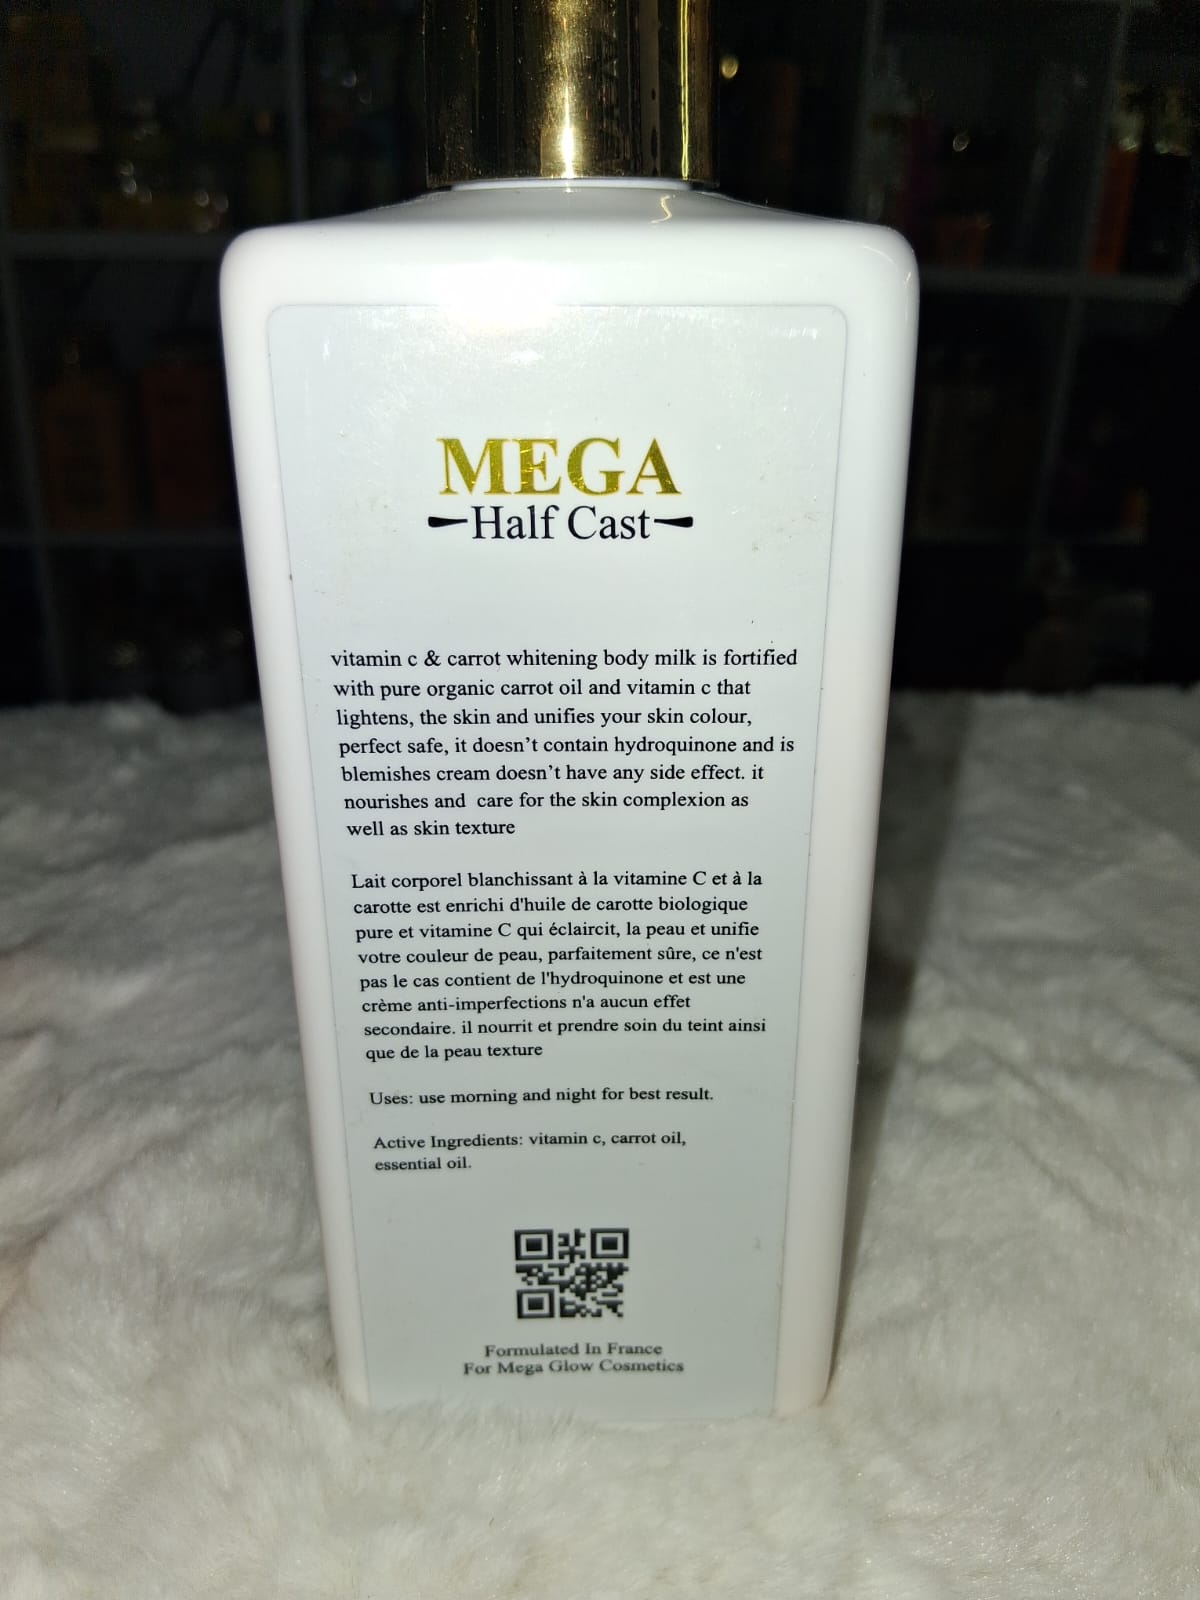 MEGA
Half Cast
vitamin c & carrot whitening body milk is fortified
with pure organic carrot oil and vitamin c that
lightens, the skin and unifies your skin colour,
perfect safe, it doesn't contain hydroquinone and is
blemishes cream doesn't have any side effect. it
nourishes and care for the skin complexion as
well as skin texture
Lait corporel blanchissant à la vitamine C et à la
carotte est enrichi d'huile de carotte biologique
pure et vitamine C qui éclaircit, la peau et unifie
votre couleur de peau, parfaitement sûre, ce n'est
pas le cas contient de l'hydroquinone et est une
crème anti-imperfections n'a aucun effet
secondaire. il nourrit et prendre soin du teint ainsi
que de la peau texture
Uses: use morning and night for best result.
Active Ingredients: vitamin c, carrot oil,
essential oil.
Formulated In France
For Mega Glow Cosmetics